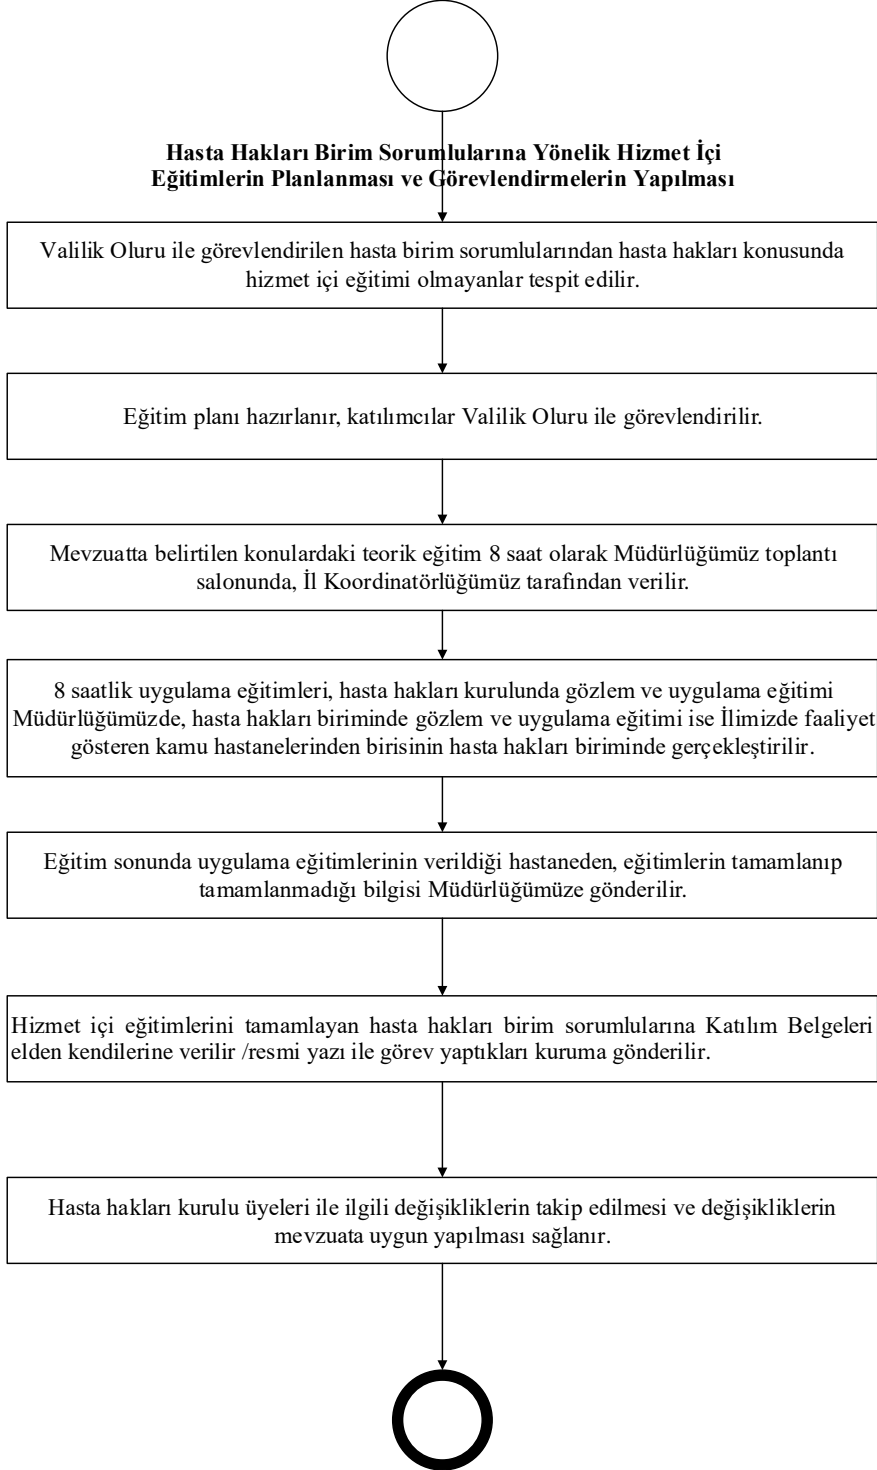 Hasta Hakları Birim Sorumlularına Yönelik Hizmet İçi
Eğitimlerin Planlanması ve Görevlendirmelerin Yapılması
Valilik Oluru ile görevlendirilen hasta birim sorumlularından hasta hakları konusunda
hizmet içi eğitimi olmayanlar tespit edilir.
Eğitim planı hazırlanır, katılımcılar Valilik Oluru ile görevlendirilir.
Mevzuatta belirtilen konulardaki teorik eğitim 8 saat olarak Müdürlüğümüz toplantı
salonunda, İl Koordinatörlüğümüz tarafından verilir.
8 saatlik uygulama eğitimleri, hasta hakları kurulunda gözlem ve uygulama eğitimi
Müdürlüğümüzde, hasta hakları biriminde gözlem ve uygulama eğitimi ise İlimizde faaliyet
gösteren kamu hastanelerinden birisinin hasta hakları biriminde gerçekleştirilir.
Eğitim sonunda uygulama eğitimlerinin verildiği hastaneden, eğitimlerin tamamlanıp
tamamlanmadığı bilgisi Müdürlüğümüze gönderilir.
Hizmet içi eğitimlerini tamamlayan hasta hakları birim sorumlularına Katılım Belgeleri
elden kendilerine verilir /resmi yazı ile görev yaptıkları kuruma gönderilir.
Hasta hakları kurulu üyeleri ile ilgili değişikliklerin takip edilmesi ve değişikliklerin
mevzuata uygun yapılması sağlanır.